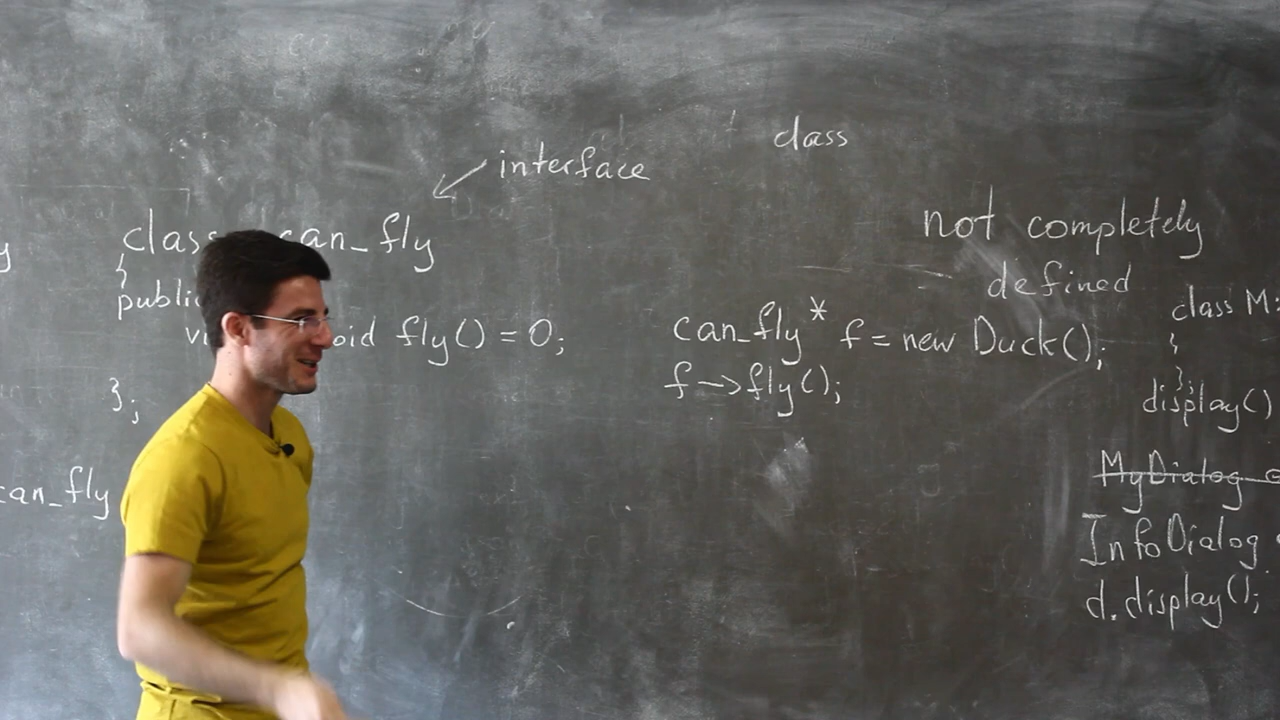 class
interface
class can_fly
{
public
void fly() = 0;
};
can_fly
not completely
defined
can_fly* f = new Duck();
f->fly();
class M:
{
};
display()
MyDialog
InfoDialog
d.display();